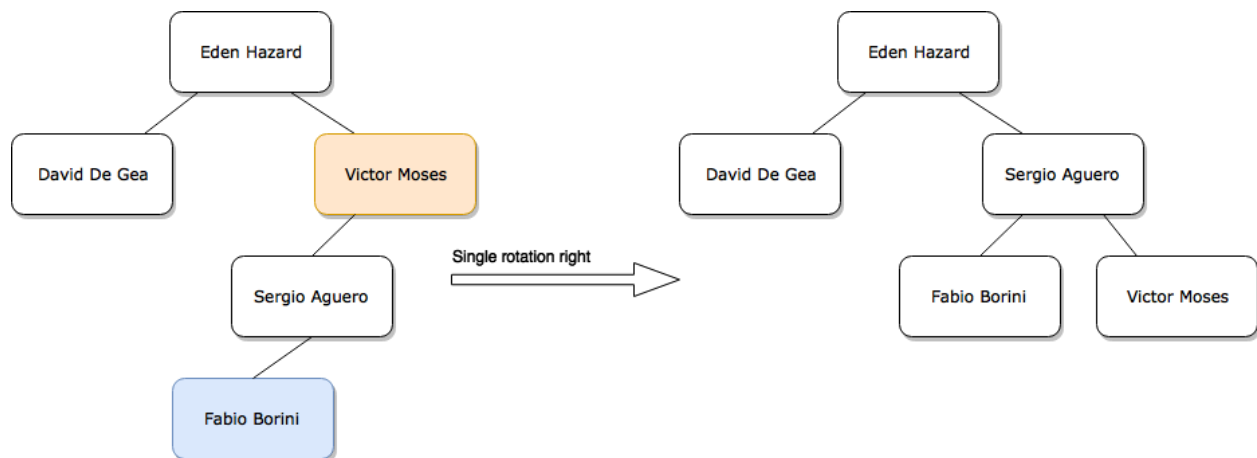 Eden Hazard
David De Gea
Victor Moses
Sergio Aguero
Fabio Borini
Single rotation right
Eden Hazard
David De Gea
Sergio Aguero
Fabio Borini
Victor Moses